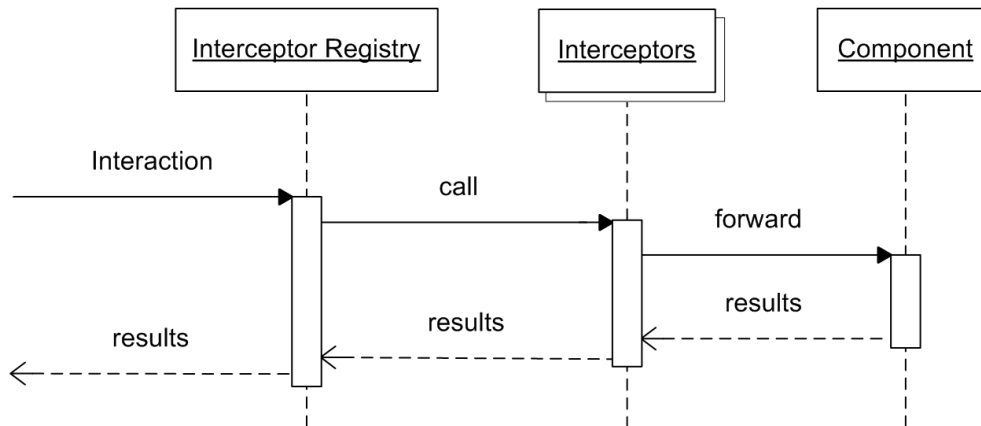 Interceptor Registry
Interceptors
Component
Interaction
call
forward
results
results
results